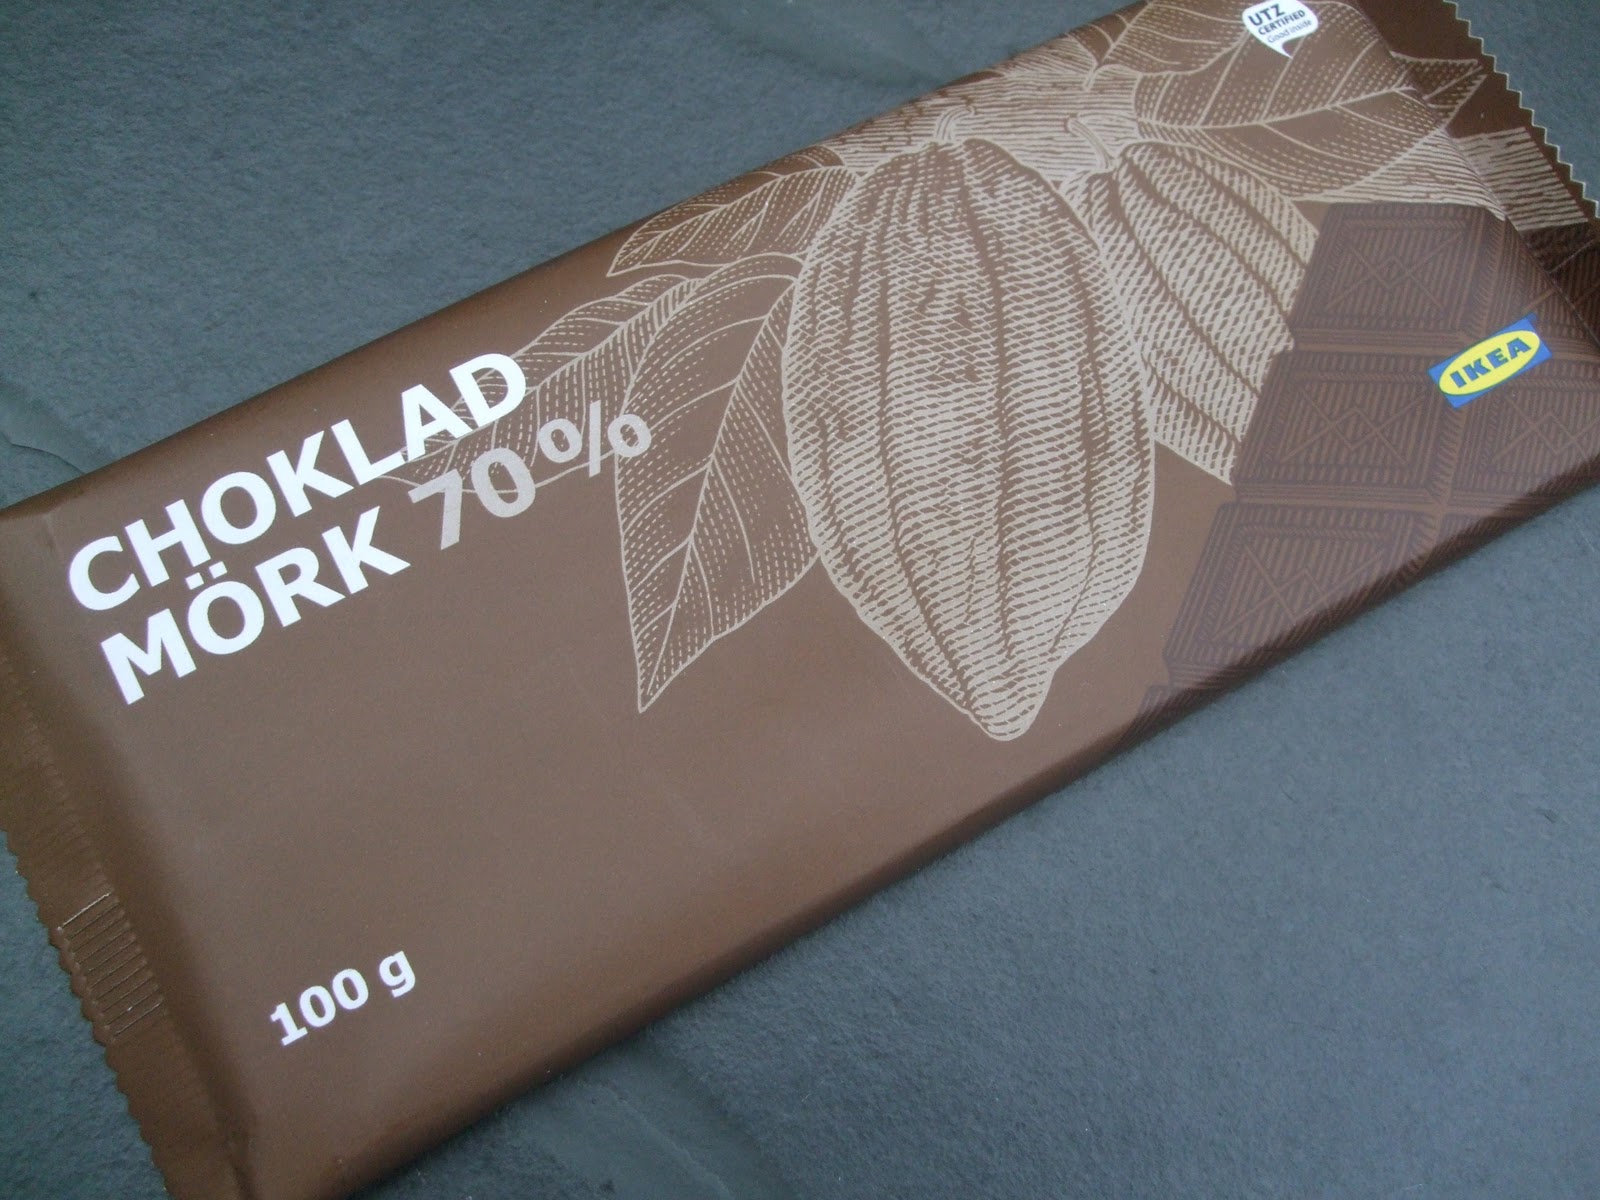 UTZ
CERTIFIED
Good inside
IKEA
CHOKLAD
MÖRK 70%
100 g